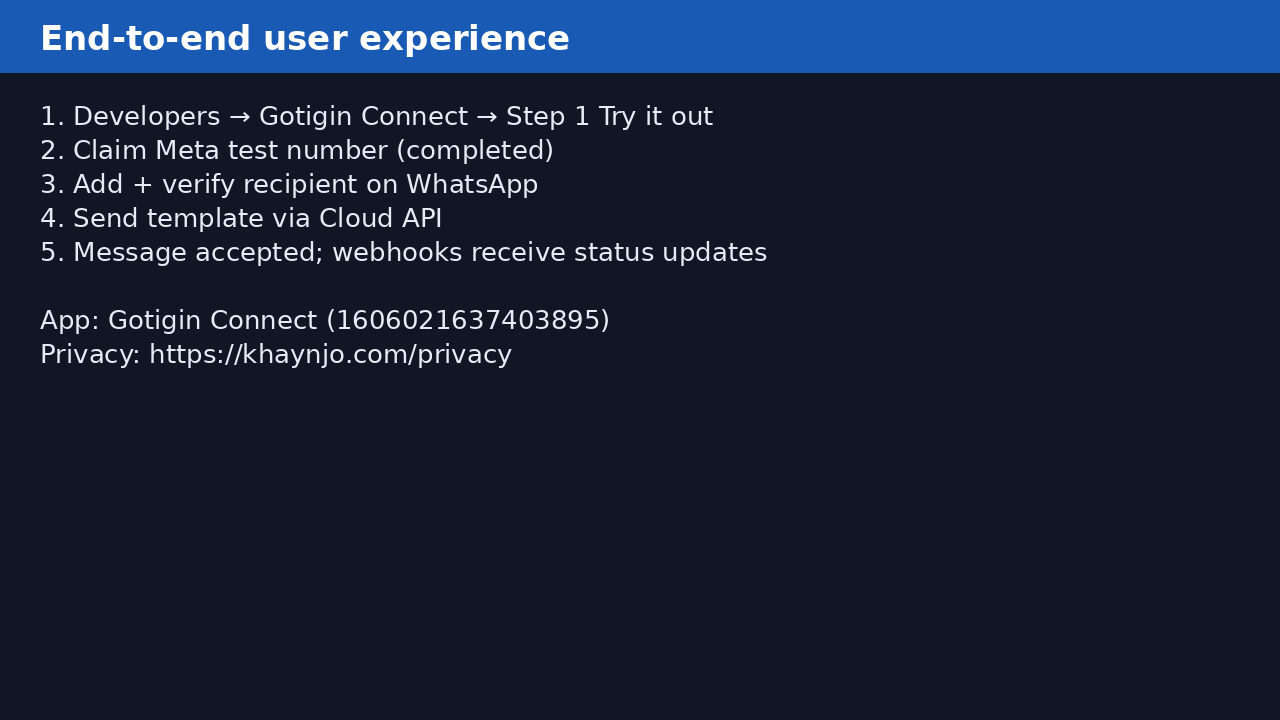 End-to-end user experience
1. Developers → Gotigin Connect → Step 1 Try it out
2. Claim Meta test number (completed)
3. Add + verify recipient on WhatsApp
4. Send template via Cloud API
5. Message accepted; webhooks receive status updates
App: Gotigin Connect (1606021637403895)
Privacy: https://khaynjo.com/privacy